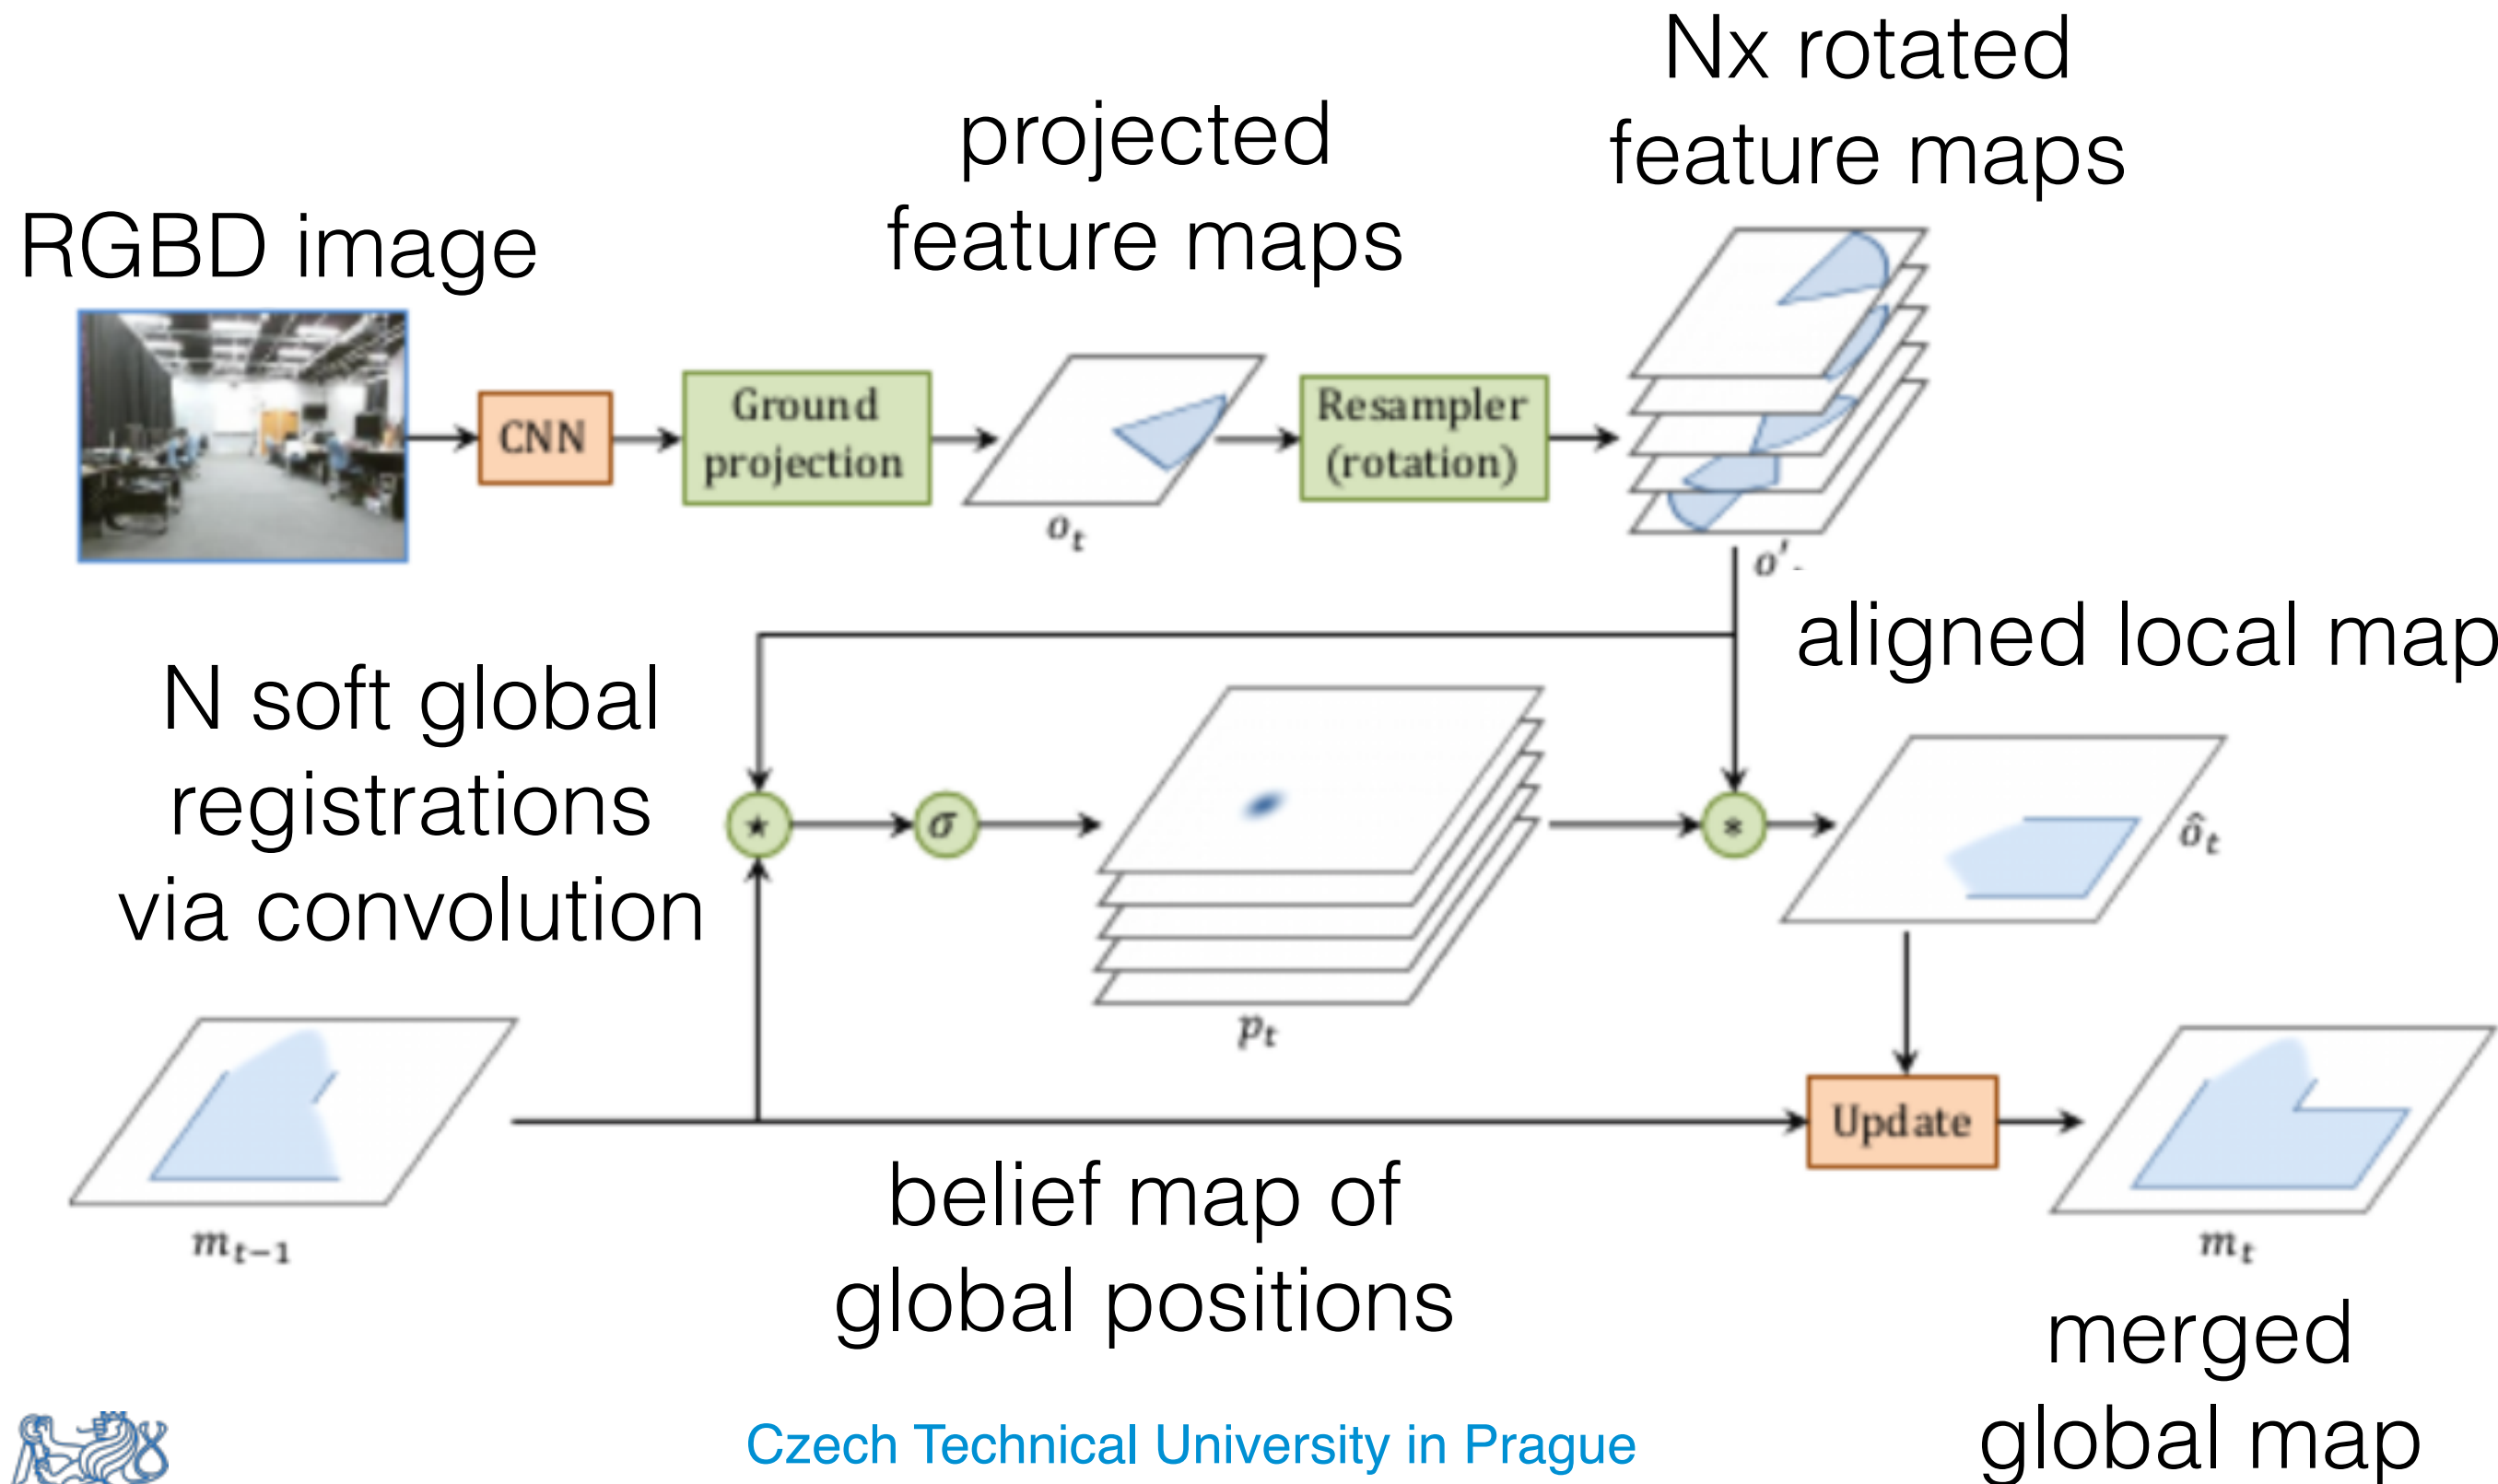 Nx rotated
feature maps
projected
feature maps
RGBD image
CNN
Ground
projection
Resampler
(rotation)
o_t
o'
aligned local map
N soft global
registrations
via convolution
⋆
σ
*
ô_t
p_t
Update
m_{t−1}
m_t
belief map of
global positions
merged
global map
Czech Technical University in Prague